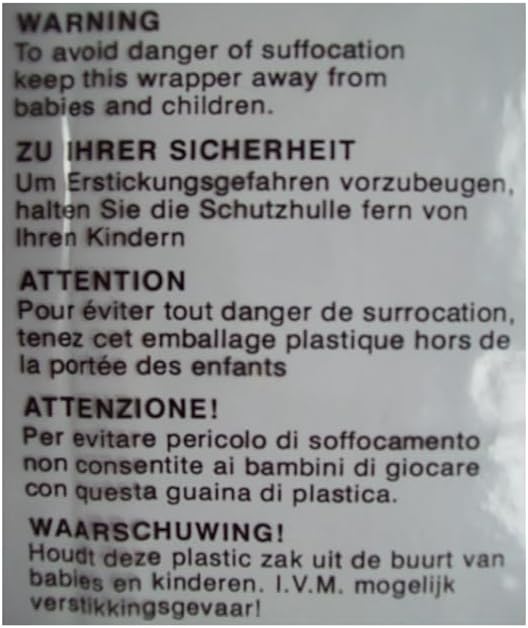 WARNING
To avoid danger of suffocation
keep this wrapper away from
babies and children.
ZU IHRER SICHERHEIT
Um Erstickungsgefahren vorzubeugen,
halten Sie die Schutzhulle fern von
Ihren Kindern
ATTENTION
Pour éviter tout danger de surrocation,
tenez cet emballage plastique hors de
la portée des enfants
ATTENZIONE!
Per evitare pericolo di soffocamento
non consentite ai bambini di giocare
con questa guaina di plastica.
WAARSCHUWING!
Houdt deze plastic zak uit de buurt van
babies en kinderen. I.V.M. mogelijk
verstikkingsgevaar!